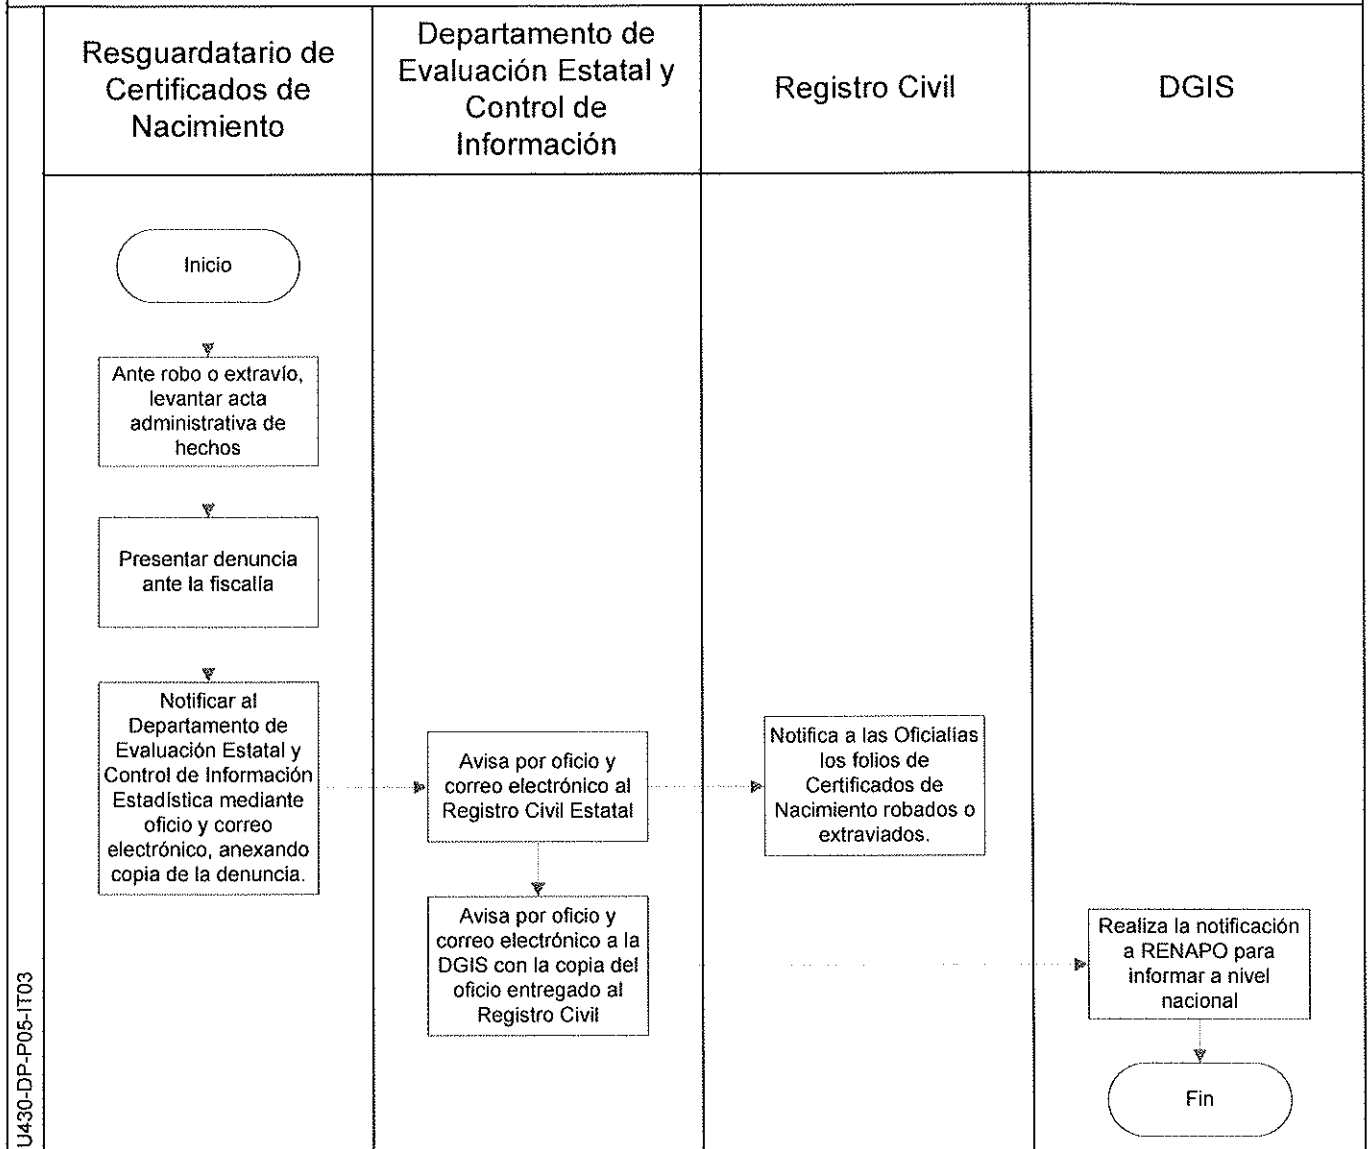 Resguardatario de
Certificados de
Nacimiento
Departamento de
Evaluación Estatal y
Control de
Información
Registro Civil
DGIS
Inicio
Ante robo o extravío,
levantar acta
administrativa de
hechos
Presentar denuncia
ante la fiscalía
Notificar al
Departamento de
Evaluación Estatal y
Control de Información
Estadística mediante
oficio y correo
electrónico, anexando
copia de la denuncia.
Avisa por oficio y
correo electrónico al
Registro Civil Estatal
Notifica a las Oficialías
los folios de
Certificados de
Nacimiento robados o
extraviados.
Avisa por oficio y
correo electrónico a la
DGIS con la copia del
oficio entregado al
Registro Civil
Realiza la notificación
a RENAPO para
informar a nivel
nacional
Fin
U430-DP-P05-IT03